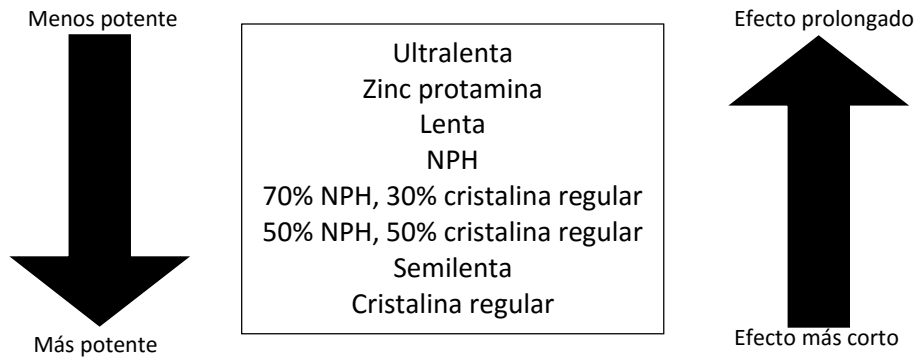 Menos potente
Efecto prolongado
Ultralenta
Zinc protamina
Lenta
NPH
70% NPH, 30% cristalina regular
50% NPH, 50% cristalina regular
Semilenta
Cristalina regular
Más potente
Efecto más corto